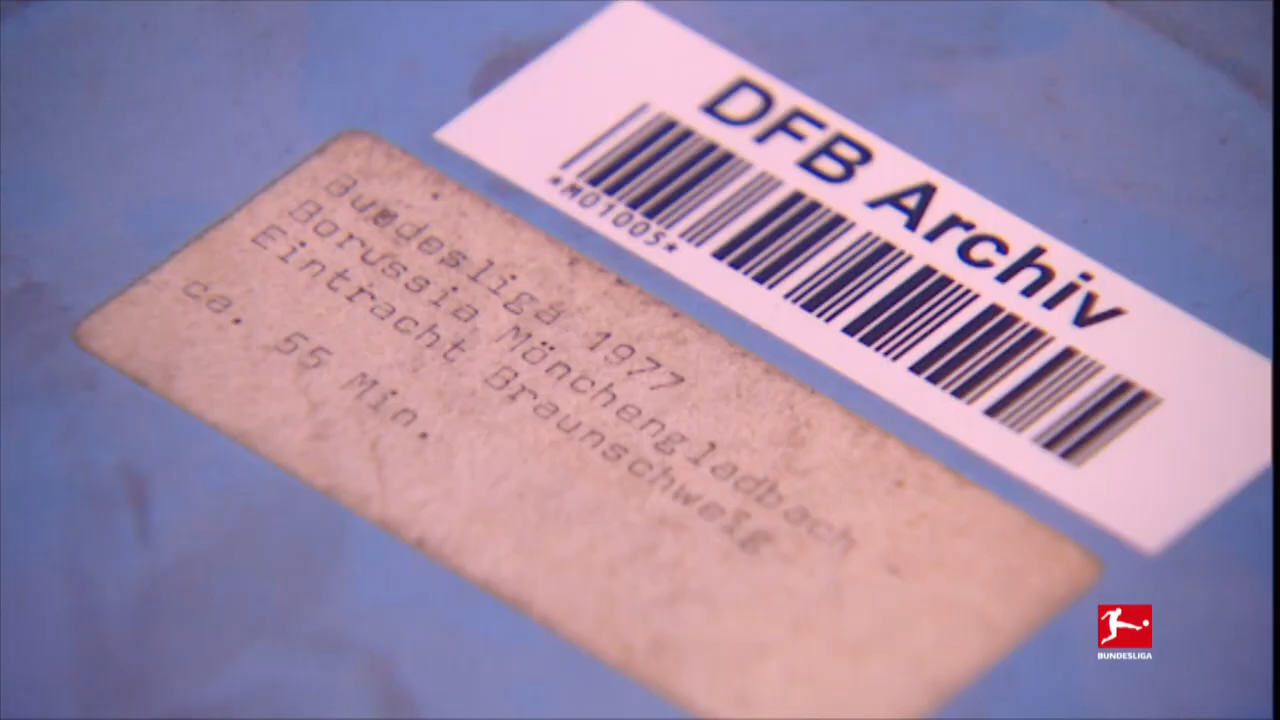 DFB Archiv
*M01005*
Bundesliga 1977
Borussia Mönchengladbach
Eintracht Braunschweig
ca. 55 Min.
BUNDESLIGA